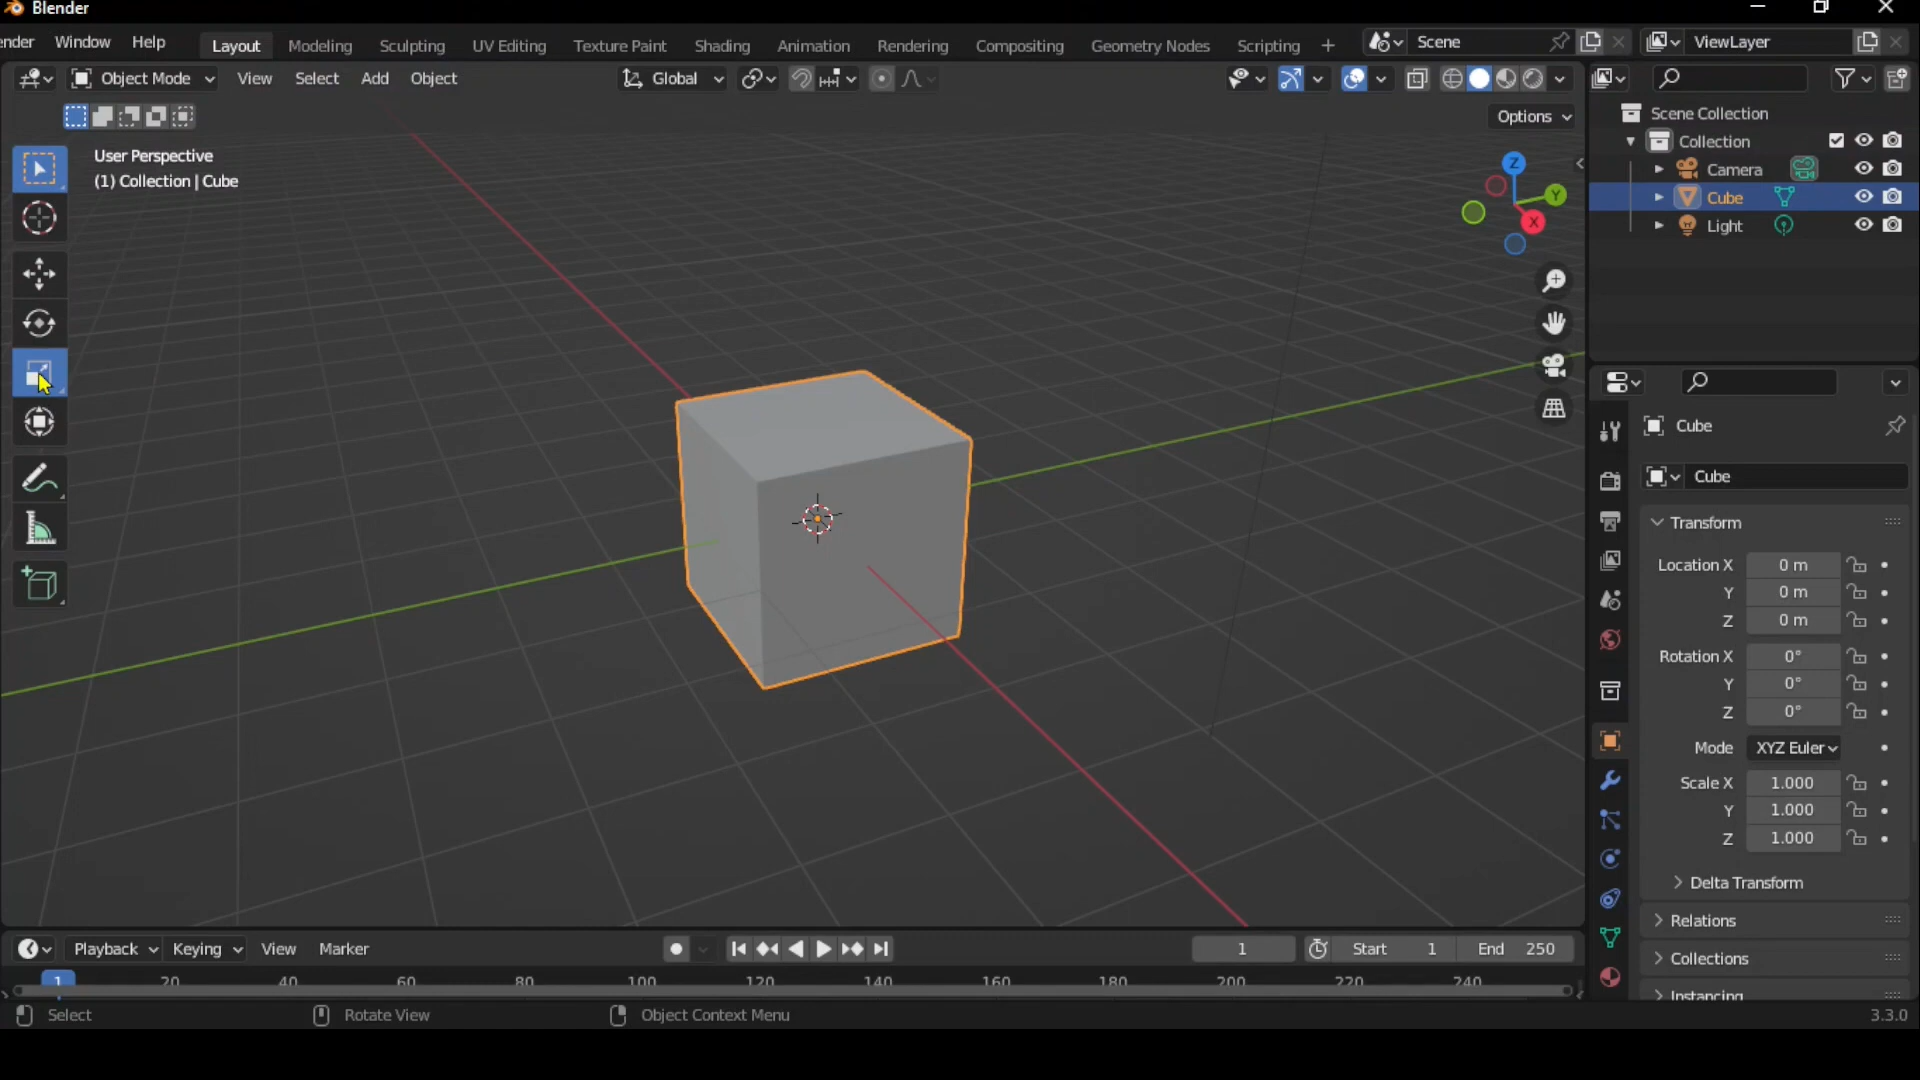 Blender
ender Window Help Layout Modeling Sculpting UV Editing Texture Paint Shading Animation Rendering Compositing Geometry Nodes Scripting + Scene ViewLayer
Object Mode View Select Add Object Global
Options
User Perspective
(1) Collection | Cube
Z
Y
X
Scene Collection
Collection
Camera
Cube
Light
Cube
Cube
Transform
Location X 0 m
Y 0 m
Z 0 m
Rotation X 0°
Y 0°
Z 0°
Mode XYZ Euler
Scale X 1.000
Y 1.000
Z 1.000
Delta Transform
Relations
Collections
Instancing
Playback Keying View Marker 1 Start 1 End 250
1 20 40 60 80 100 120 140 160 180 200 220 240
Select Rotate View Object Context Menu 3.3.0